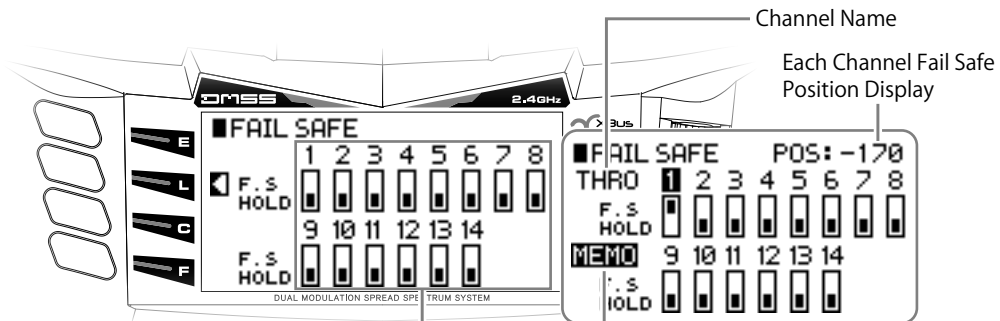 Channel Name
Each Channel Fail Safe
Position Display
DMSS
2.4GHz
XBus
E
L
C
F
■FAIL SAFE
1 2 3 4 5 6 7 8
F.S
HOLD
9 10 11 12 13 14
F.S
HOLD
DUAL MODULATION SPREAD SPECTRUM SYSTEM
■FAIL SAFE POS:-170
THRO 1 2 3 4 5 6 7 8
F.S
HOLD
MEMO 9 10 11 12 13 14
F.S
HOLD